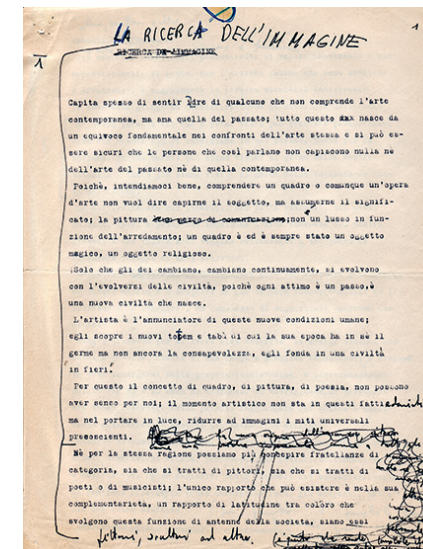 LA RICERCA DELL'IMMAGINE
1
1
Capita spesso di sentir dire di qualcuno che non comprende l'arte
contemporanea, ma ama quella del passato; tutto questo nasce da
un equivoco fondamentale nei confronti dell'arte stessa e si può es-
sere sicuri che le persone che così parlano non capiscono nulla nè
dell'arte del passato nè di quella contemporanea.
Poichè, intendiamoci bene, comprendere un quadro o comunque un'opera
d'arte non vuol dire capirne il soggetto, ma assumerne il signifi-
cato; la pittura non è un lusso in fun-
zione dell'arredamento; un quadro è ed è sempre stato un oggetto
magico, un oggetto religioso.
Solo che gli dei cambiano, cambiano continuamente, si evolvono
con l'evolversi delle civiltà, poichè ogni attimo è un passo, è
una nuova civiltà che nasce.
L'artista è l'annunciatore di queste nuove condizioni umane;
egli scopre i nuovi totem e tabù di cui la sua epoca ha in sè il
germe ma non ancora la consapevolezza, egli fonda in una civiltà
in fieri.
Per questo il concetto di quadro, di pittura, di poesia, non possono
aver senso per noi; il momento artistico non sta in questi fatti
ma nel portare in luce, ridurre ad immagini i miti universali
preconscienti.
Nè per la stessa ragione possiamo più concepire fratellanze di
categoria, sia che si tratti di pittori, sia che si tratti di
poeti o di musicisti; l'unico rapporto che può esistere è nella sua
complementarietà, un rapporto di latitudine tra coloro che
svolgono questa funzione di antenne della società, siano essi
pittori, scultori od altro.